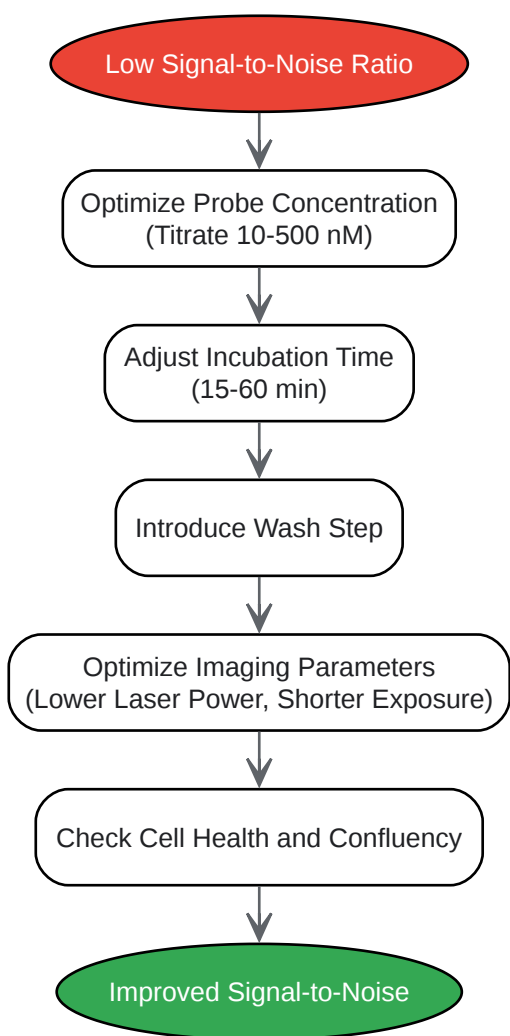 Low Signal-to-Noise Ratio
Optimize Probe Concentration
(Titrate 10-500 nM)
Adjust Incubation Time
(15-60 min)
Introduce Wash Step
Optimize Imaging Parameters
(Lower Laser Power, Shorter Exposure)
Check Cell Health and Confluency
Improved Signal-to-Noise